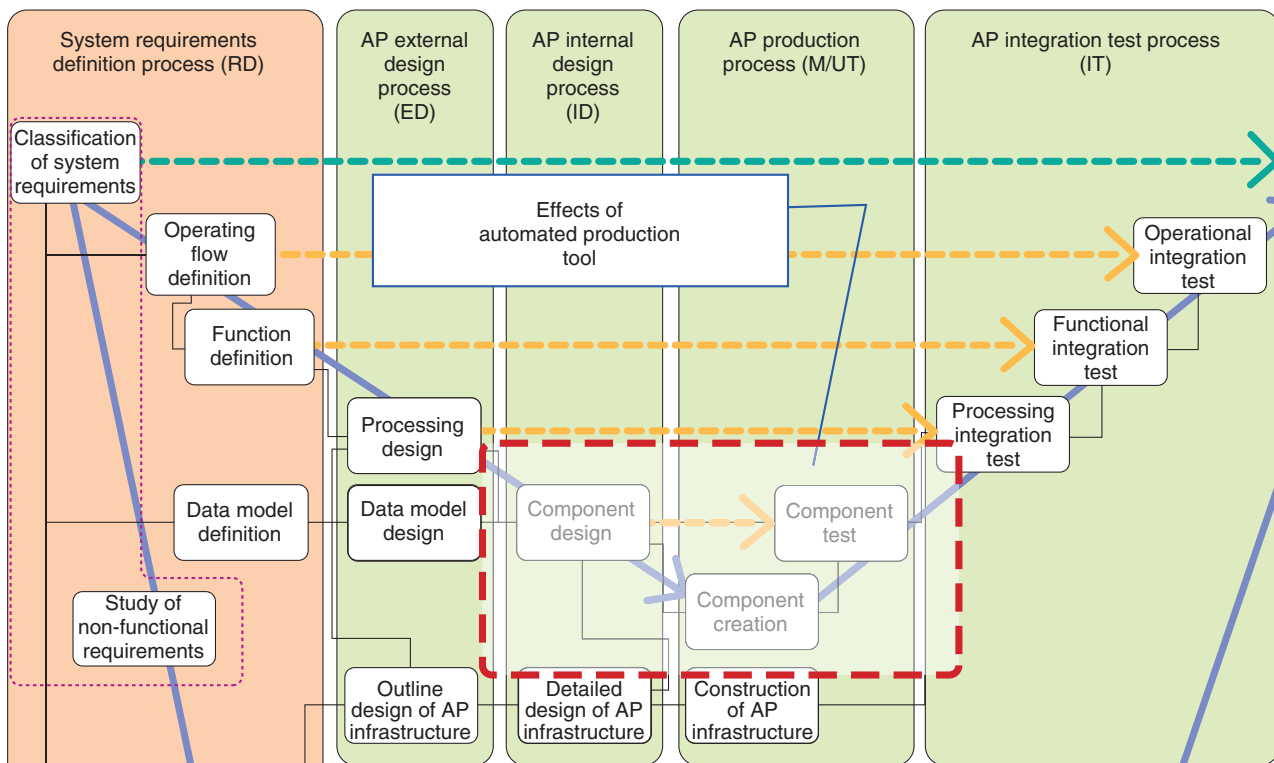 System requirements
definition process (RD)
AP external
design
process
(ED)
AP internal
design
process
(ID)
AP production
process (M/UT)
AP integration test process
(IT)
Classification
of system
requirements
Effects of
automated production
tool
Operating
flow
definition
Operational
integration
test
Function
definition
Functional
integration
test
Processing
design
Processing
integration
test
Data model
definition
Data model
design
Component
design
Component
test
Component
creation
Study of
non-functional
requirements
Outline
design of AP
infrastructure
Detailed
design of AP
infrastructure
Construction
of AP
infrastructure